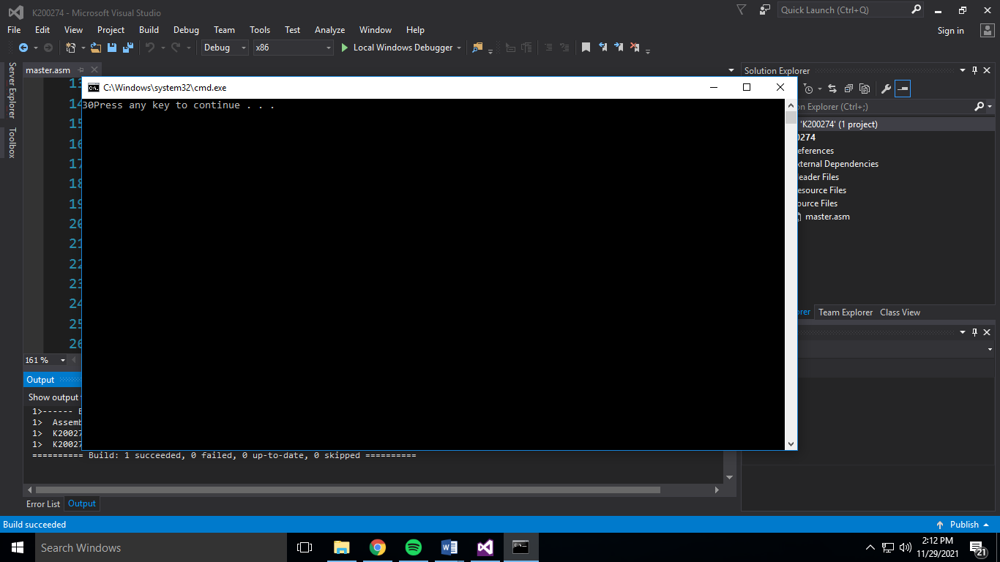 K200274 - Microsoft Visual Studio
Quick Launch (Ctrl+Q)
File Edit View Project Build Debug Team Tools Test Analyze Window Help
Sign in
Debug x86 Local Windows Debugger
Server Explorer
Toolbox
master.asm
13
14
15
16
17
18
19
20
21
22
23
24
25
26
161 %
C:\Windows\system32\cmd.exe
30Press any key to continue . . .
Solution Explorer
Explorer (Ctrl+;)
'K200274' (1 project)
0274
eferences
xternal Dependencies
eader Files
esource Files
ource Files
master.asm
orer Team Explorer Class View
Output
Show output
1>------
1> Assemb
1> K20027
1> K20027
========== Build: 1 succeeded, 0 failed, 0 up-to-date, 0 skipped ==========
Error List Output
Build succeeded
Publish
Search Windows
2:12 PM
11/29/2021
21